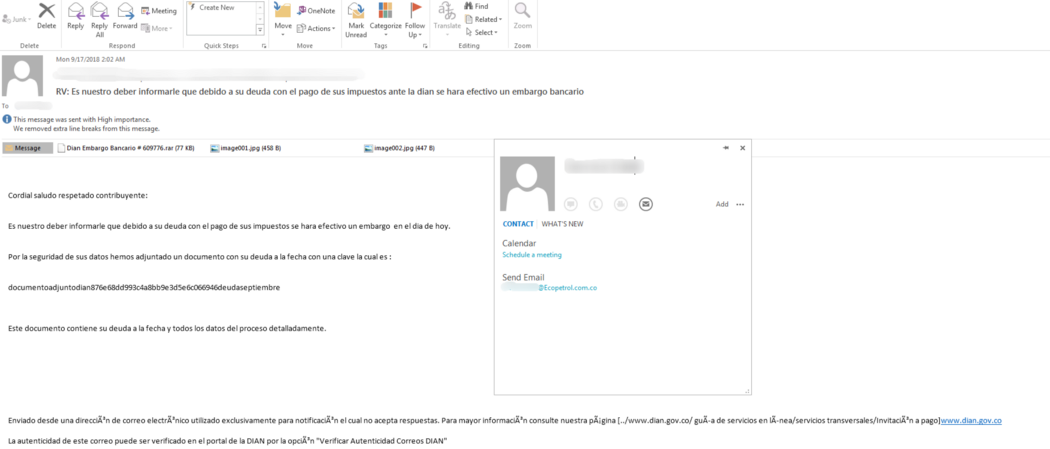 Junk
Delete
Reply
Reply All
Forward
Meeting
More
Create New
Move
OneNote
Actions
Mark Unread
Categorize
Follow Up
Translate
Find
Related
Select
Zoom
Delete
Respond
Quick Steps
Move
Tags
Editing
Zoom
Mon 9/17/2018 2:02 AM
RV: Es nuestro deber informarle que debido a su deuda con el pago de sus impuestos ante la dian se hara efectivo un embargo bancario
To
This message was sent with High importance.
We removed extra line breaks from this message.
Message
Dian Embargo Bancario # 609776.rar (77 KB)
image001.jpg (458 B)
image002.jpg (447 B)
Cordial saludo respetado contribuyente:
Es nuestro deber informarle que debido a su deuda con el pago de sus impuestos se hara efectivo un embargo en el dia de hoy.
Por la seguridad de sus datos hemos adjuntado un documento con su deuda a la fecha con una clave la cual es :
documentoadjuntodian876e68dd993c4a8bb9e3d5e6c066946deudaseptiembre
Este documento contiene su deuda a la fecha y todos los datos del proceso detalladamente.
Add
CONTACT
WHAT'S NEW
Calendar
Schedule a meeting
Send Email
@Ecopetrol.com.co
Enviado desde una direcciÃ³n de correo electrÃ³nico utilizado exclusivamente para notificaciÃ³n el cual no acepta respuestas. Para mayor informaciÃ³n consulte nuestra pÃ¡gina [../www.dian.gov.co/ guÃ-a de servicios en lÃ-nea/servicios transversales/InvitaciÃ³n a pago]www.dian.gov.co
La autenticidad de este correo puede ser verificado en el portal de la DIAN por la opciÃ³n "Verificar Autenticidad Correos DIAN"